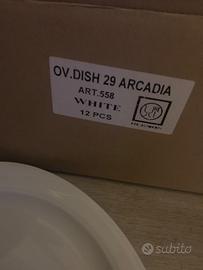 OV.DISH 29 ARCADIA
ART.558
WHITE
12 PCS
subito